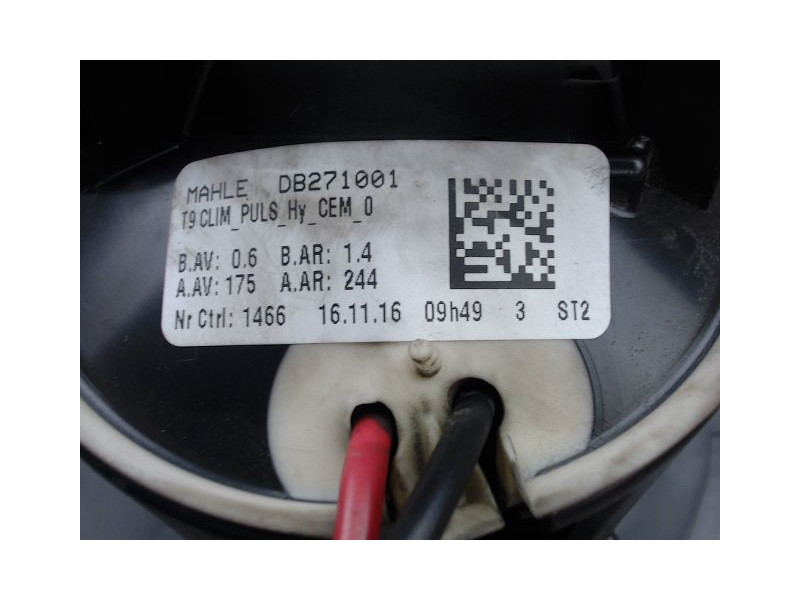 MAHLE DB271001
T9 CLIM_PULS_Hy_CEM_0
B.AV: 0.6 B.AR: 1.4
A.AV: 175 A.AR: 244
Nr Ctrl: 1466 16.11.16 09h49 3 ST2